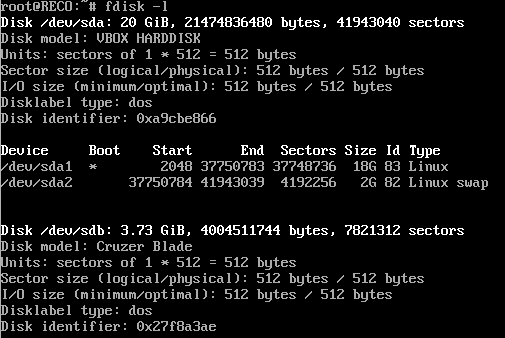 root@RECO:~# fdisk -l
Disk /dev/sda: 20 GiB, 21474836480 bytes, 41943040 sectors
Disk model: VBOX HARDDISK
Units: sectors of 1 * 512 = 512 bytes
Sector size (logical/physical): 512 bytes / 512 bytes
I/O size (minimum/optimal): 512 bytes / 512 bytes
Disklabel type: dos
Disk identifier: 0xa9cbe866
Device     Boot    Start      End  Sectors Size Id Type
/dev/sda1  *        2048 37750783 37748736  18G 83 Linux
/dev/sda2       37750784 41943039  4192256   2G 82 Linux swap
Disk /dev/sdb: 3.73 GiB, 4004511744 bytes, 7821312 sectors
Disk model: Cruzer Blade
Units: sectors of 1 * 512 = 512 bytes
Sector size (logical/physical): 512 bytes / 512 bytes
I/O size (minimum/optimal): 512 bytes / 512 bytes
Disklabel type: dos
Disk identifier: 0x27f8a3ae